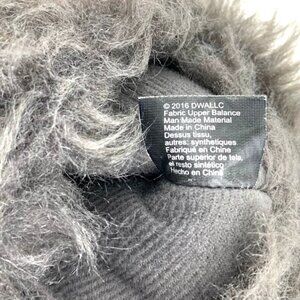 © 2016 DWALLC
Fabric Upper Balance
Man Made Material
Made in China
Dessus tissu,
autres: synthetiques
Fabriqué en Chine
Parte superior de tela,
el resto sintético
Hecho en China